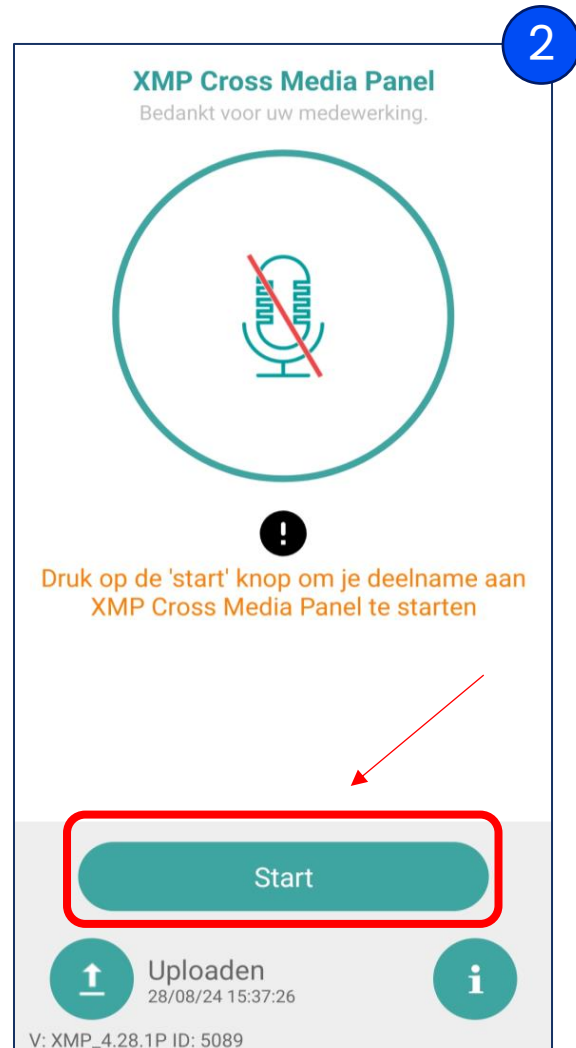 2
XMP Cross Media Panel
Bedankt voor uw medewerking.
!
Druk op de 'start' knop om je deelname aan
XMP Cross Media Panel te starten
Start
Uploaden
i
28/08/24 15:37:26
V: XMP_4.28.1P ID: 5089